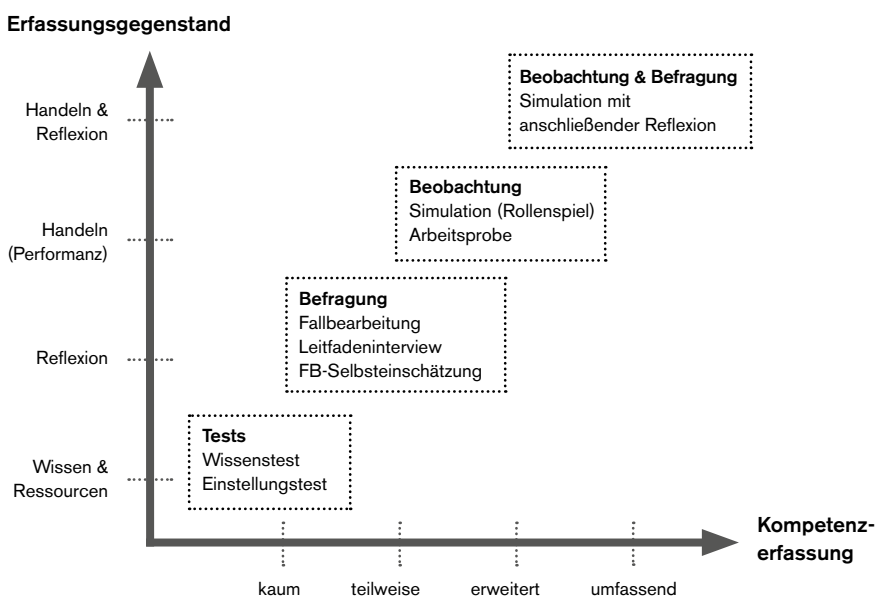 Erfassungsgegenstand
Handeln &
Reflexion
Beobachtung & Befragung
Simulation mit
anschließender Reflexion
Handeln
(Performanz)
Beobachtung
Simulation (Rollenspiel)
Arbeitsprobe
Reflexion
Befragung
Fallbearbeitung
Leitfadeninterview
FB-Selbsteinschätzung
Wissen &
Ressourcen
Tests
Wissenstest
Einstellungstest
Kompetenz-
erfassung
kaum
teilweise
erweitert
umfassend